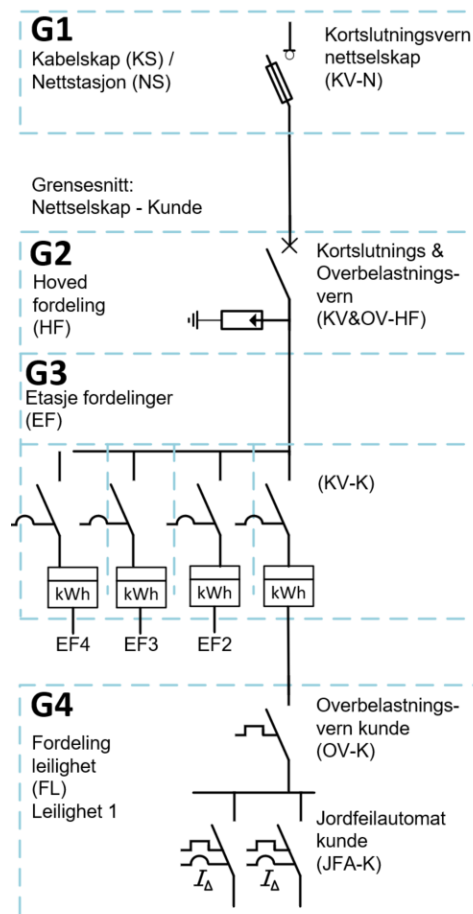 G1
Kabelskap (KS) /
Nettstasjon (NS)
Kortslutningsvern
nettselskap
(KV-N)
Grensesnitt:
Nettselskap - Kunde
G2
Hoved
fordeling
(HF)
Kortslutnings &
Overbelastnings-
vern
(KV&OV-HF)
G3
Etasje fordelinger
(EF)
(KV-K)
kWh kWh kWh kWh
EF4 EF3 EF2
G4
Fordeling
leilighet
(FL)
Leilighet 1
Overbelastnings-
vern kunde
(OV-K)
Jordfeilautomat
kunde
(JFA-K)
I∆ I∆